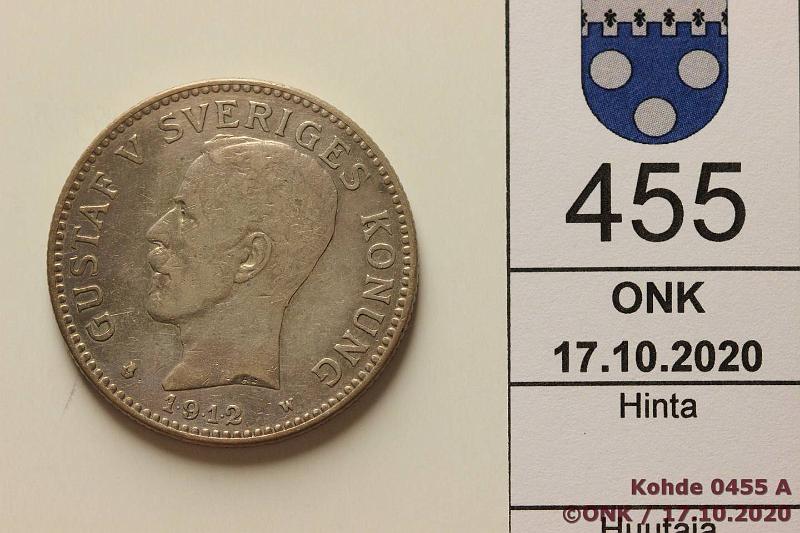 GUSTAF V SVERIGES KONUNG
1912 W
455
ONK
17.10.2020
Hinta
Kohde 0455 A
©ONK / 17.10.2020
Huutaja